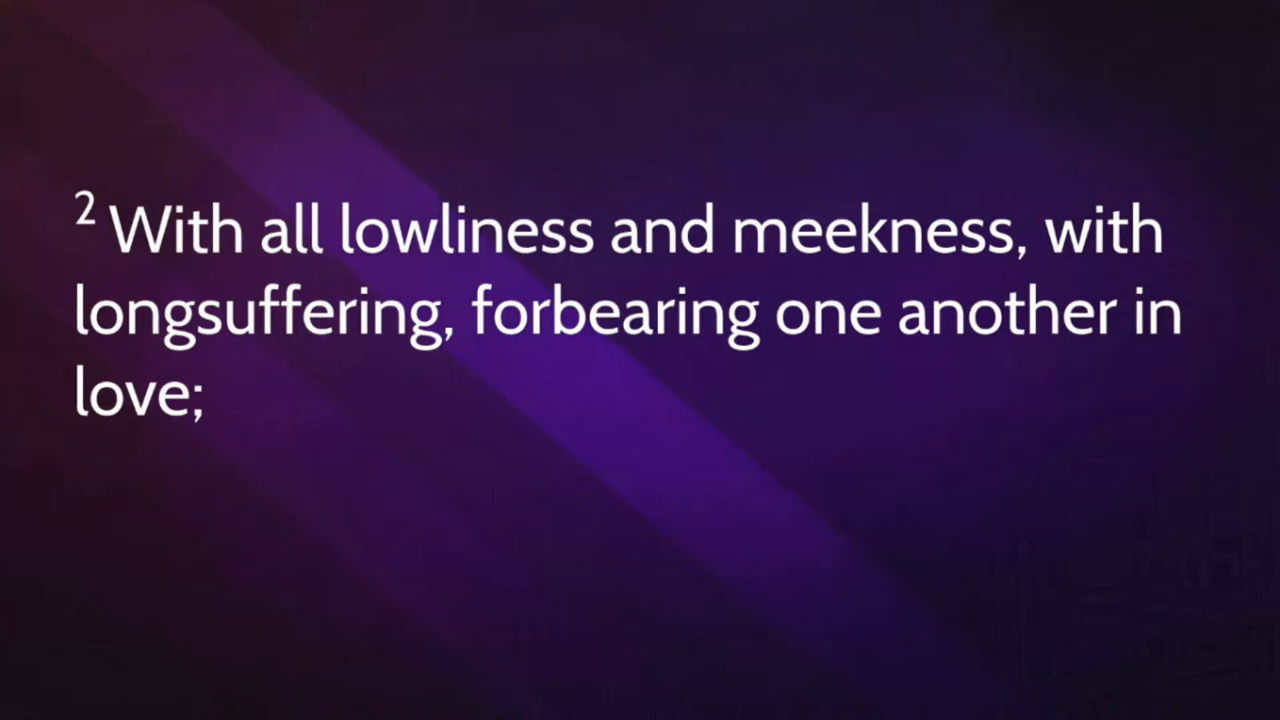 2 With all lowliness and meekness, with
longsuffering, forbearing one another in
love;